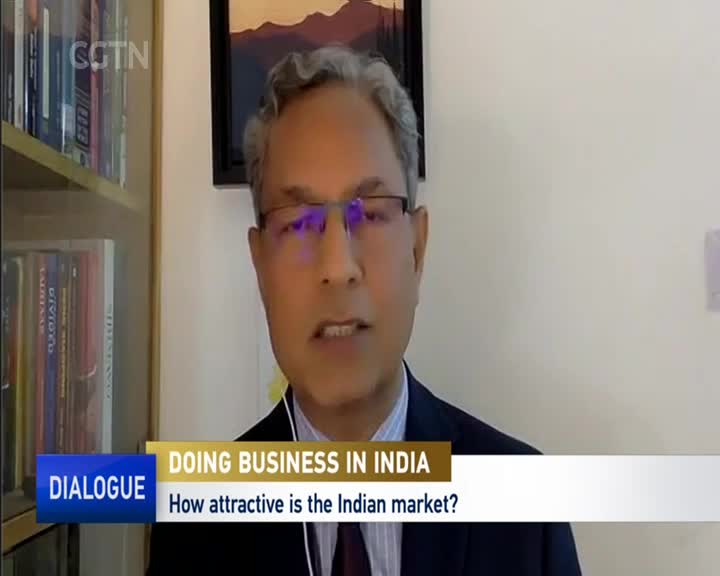 CGTN
DOING BUSINESS IN INDIA
DIALOGUE
How attractive is the Indian market?